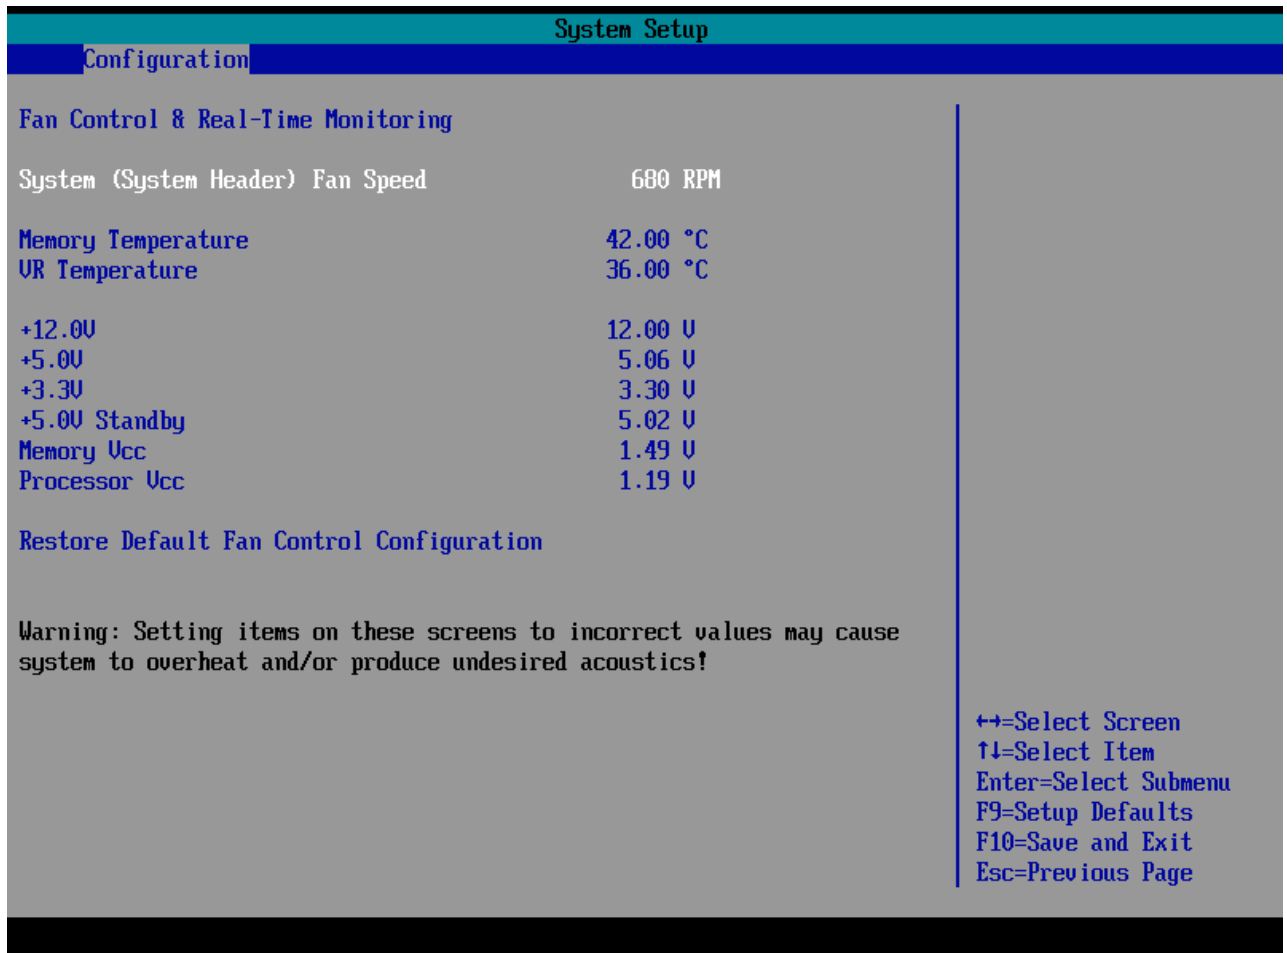 System Setup
Configuration
Fan Control & Real-Time Monitoring
System (System Header) Fan Speed 680 RPM
Memory Temperature 42.00 °C
VR Temperature 36.00 °C
+12.0V 12.00 V
+5.0V 5.06 V
+3.3V 3.30 V
+5.0V Standby 5.02 V
Memory Vcc 1.49 V
Processor Vcc 1.19 V
Restore Default Fan Control Configuration
Warning: Setting items on these screens to incorrect values may cause
system to overheat and/or produce undesired acoustics!
←→=Select Screen
↑↓=Select Item
Enter=Select Submenu
F9=Setup Defaults
F10=Save and Exit
Esc=Previous Page